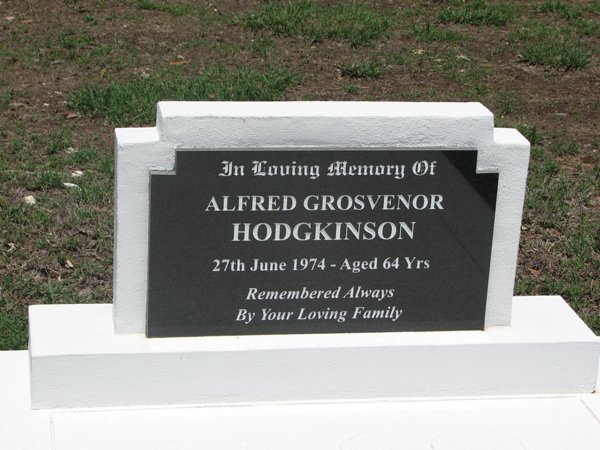 In Loving Memory Of
ALFRED GROSVENOR
HODGKINSON
27th June 1974 - Aged 64 Yrs
Remembered Always
By Your Loving Family